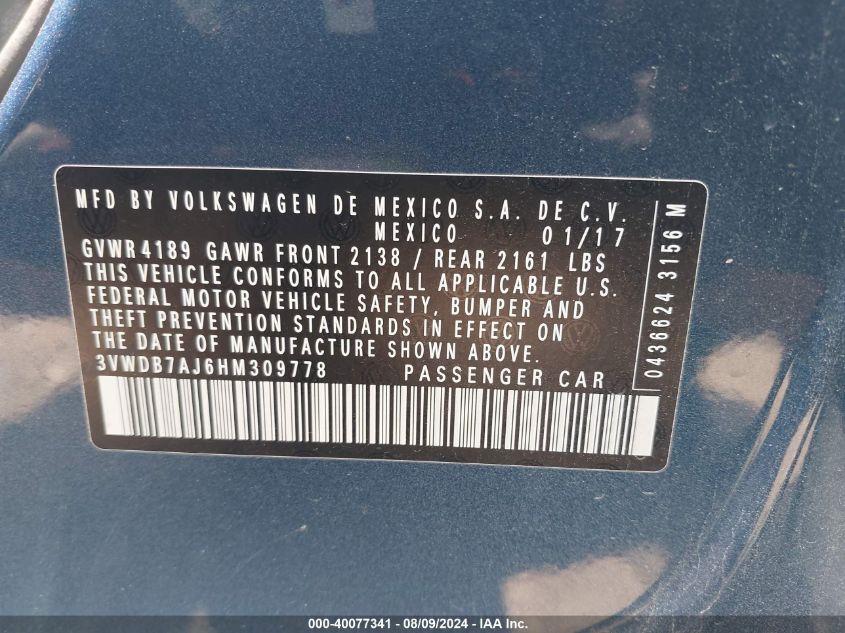 MFD BY VOLKSWAGEN DE MEXICO S.A. DE C.V.
MEXICO 01/17
GVWR 4189 GAWR FRONT 2138 / REAR 2161 LBS
THIS VEHICLE CONFORMS TO ALL APPLICABLE U.S.
FEDERAL MOTOR VEHICLE SAFETY, BUMPER AND
THEFT PREVENTION STANDARDS IN EFFECT ON
THE DATE OF MANUFACTURE SHOWN ABOVE.
3VWDB7AJ6HM309778 PASSENGER CAR
0436624 3156 M
000-40077341 - 08/09/2024 - IAA Inc.